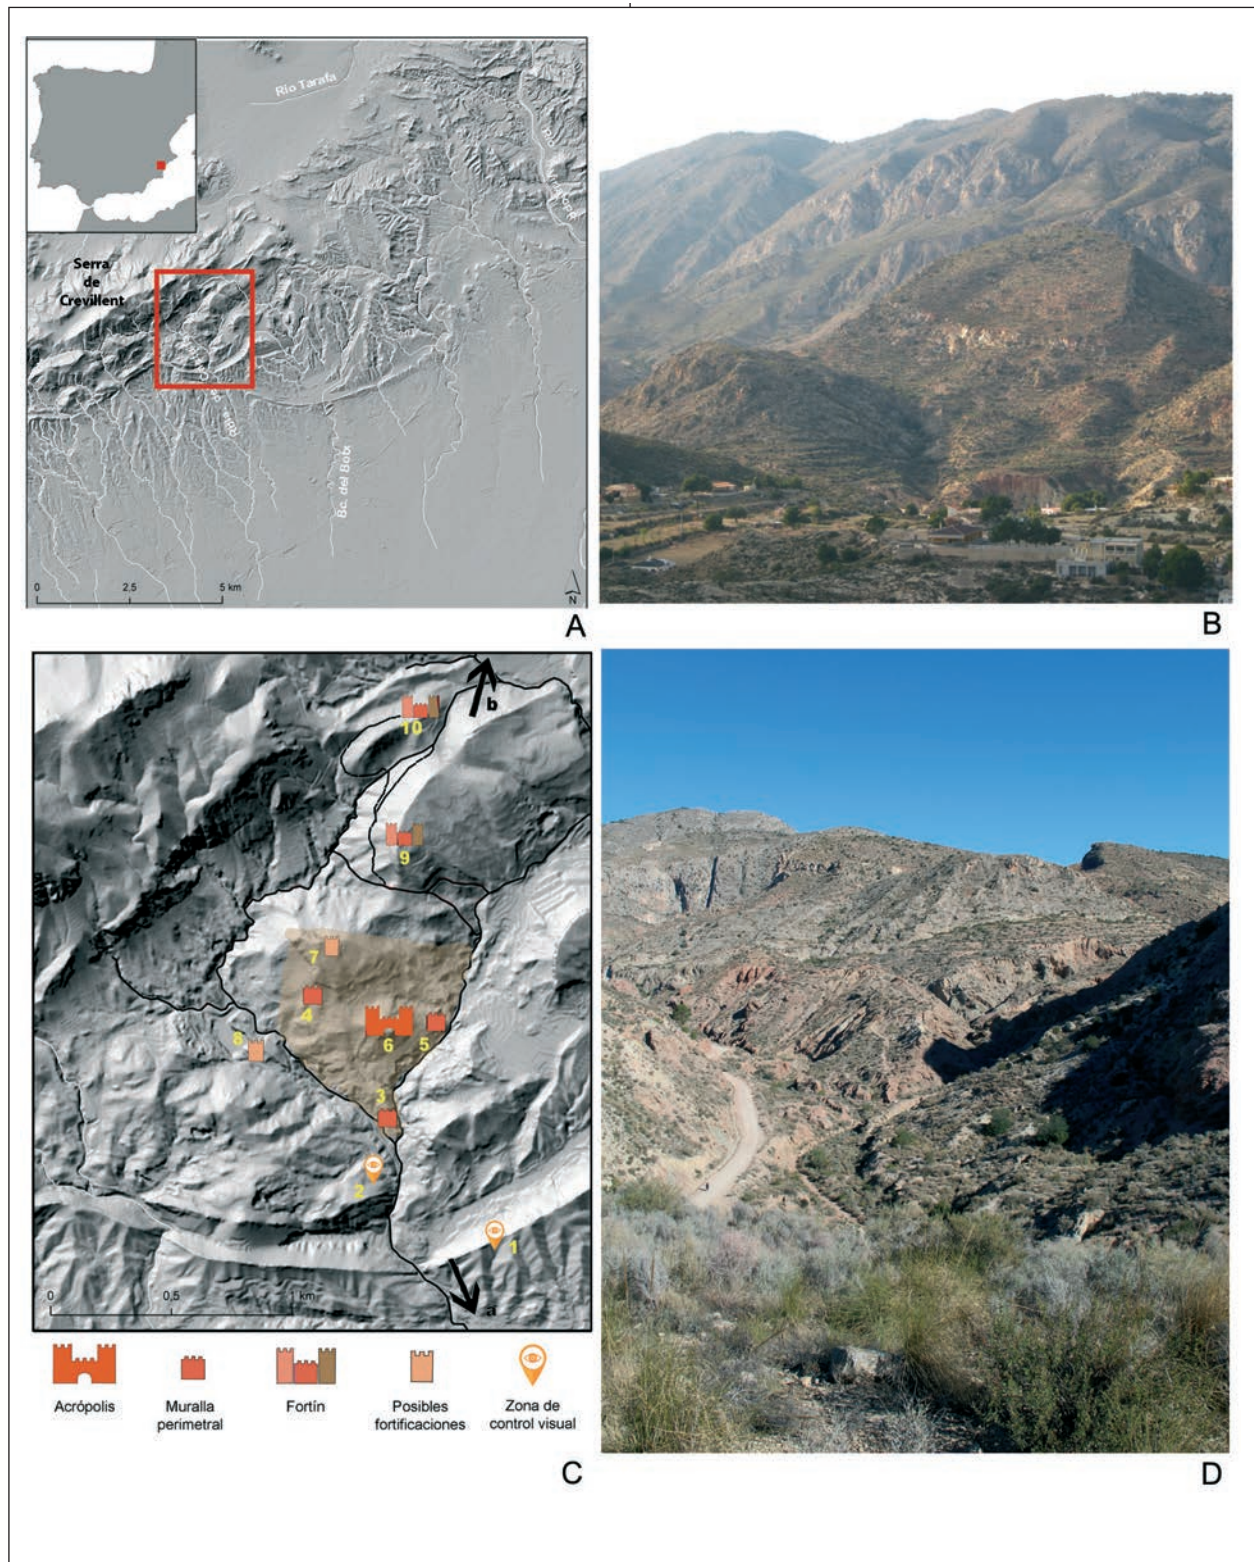 Río Tarafa
Serra
de
Crevillent
Bc. del Bobi
0
2,5
5 km
N
A
B
b
10
9
7
4
8
6
5
3
2
1
a
0
0,5
1 km
Acrópolis
Muralla
perimetral
Fortín
Posibles
fortificaciones
Zona de
control visual
C
D